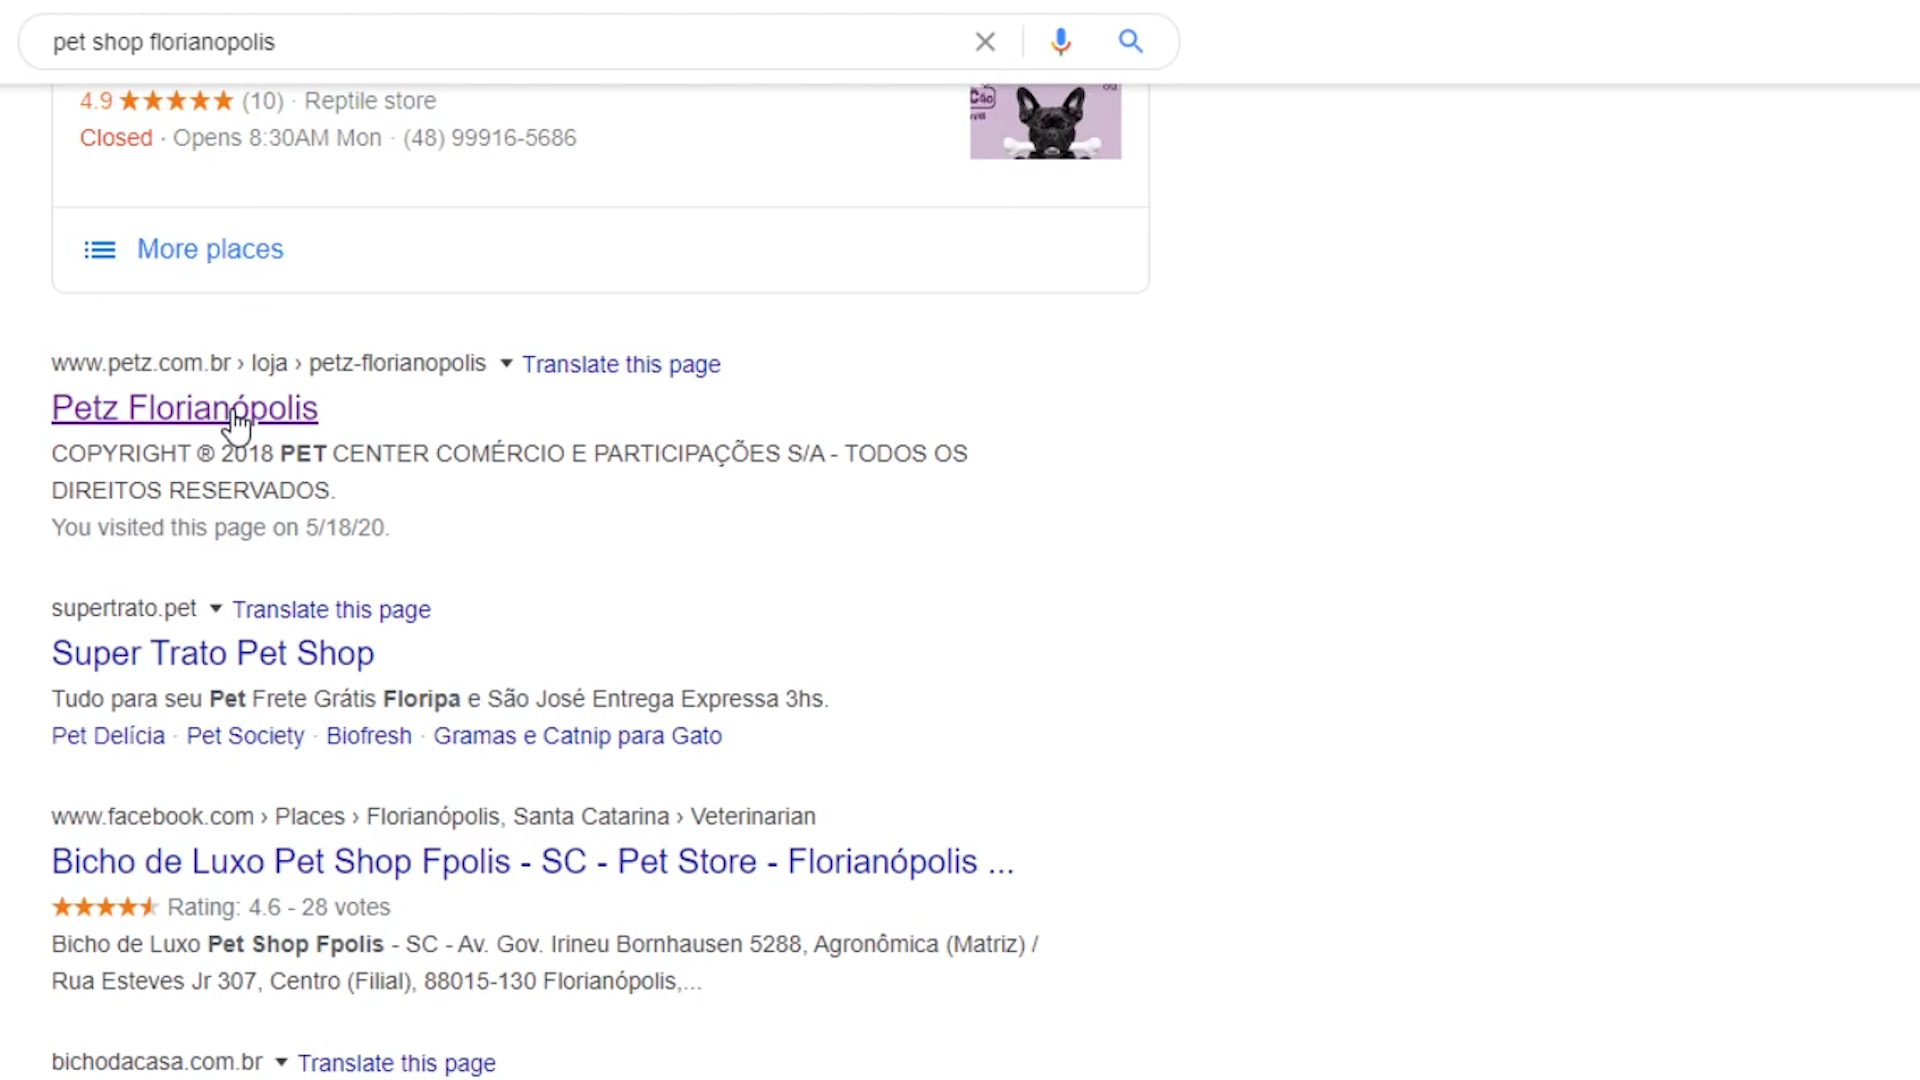 pet shop florianopolis
4.9 ★★★★★ (10) · Reptile store
Closed · Opens 8:30AM Mon · (48) 99916-5686
More places
www.petz.com.br › loja › petz-florianopolis ▾ Translate this page
Petz Florianópolis
COPYRIGHT ® 2018 PET CENTER COMÉRCIO E PARTICIPAÇÕES S/A - TODOS OS
DIREITOS RESERVADOS.
You visited this page on 5/18/20.
supertrato.pet ▾ Translate this page
Super Trato Pet Shop
Tudo para seu Pet Frete Grátis Floripa e São José Entrega Expressa 3hs.
Pet Delícia · Pet Society · Biofresh · Gramas e Catnip para Gato
www.facebook.com › Places › Florianópolis, Santa Catarina › Veterinarian
Bicho de Luxo Pet Shop Fpolis - SC - Pet Store - Florianópolis ...
Rating: 4.6 - 28 votes
Bicho de Luxo Pet Shop Fpolis - SC - Av. Gov. Irineu Bornhausen 5288, Agronômica (Matriz) /
Rua Esteves Jr 307, Centro (Filial), 88015-130 Florianópolis,...
bichodacasa.com.br ▾ Translate this page